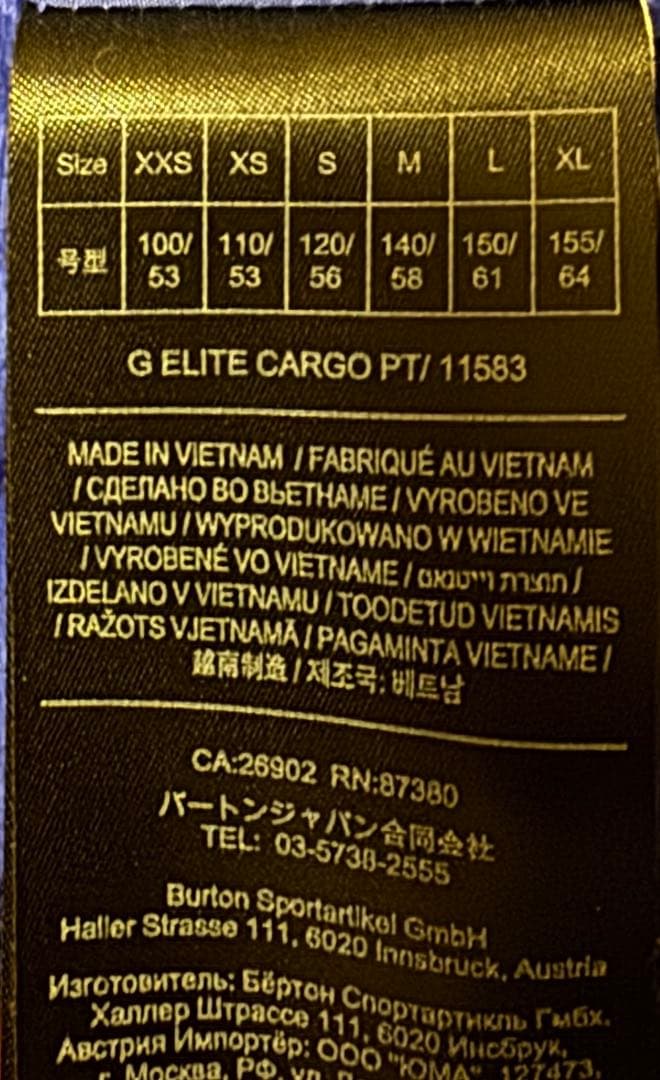 Size XXS XS S M L XL
号型 100/53 110/53 120/56 140/58 150/61 155/64
G ELITE CARGO PT/ 11583
MADE IN VIETNAM / FABRIQUÉ AU VIETNAM
/ СДЕЛАНО ВО ВЬЕТНАМЕ / VYROBENO VE
VIETNAMU / WYPRODUKOWANO W WIETNAMIE
/ VYROBENÉ VO VIETNAME / תוצרת וייטנאם /
IZDELANO V VIETNAMU / TOODETUD VIETNAMIS
/ RAŽOTS VJETNAMĀ / PAGAMINTA VIETNAME /
越南制造 / 제조국: 베트남
CA:26902 RN:87380
バートンジャパン合同会社
TEL: 03-5738-2555
Burton Sportartikel GmbH
Haller Strasse 111, 6020 Innsbruck, Austria
Изготовитель: Бёртон Спортартикль Гмбх.
Халлер Штрассе 111, 6020 Инсбрук,
Австрия Импортёр: ООО "ЮМА" 127473,
г. Москва, РФ, ул.